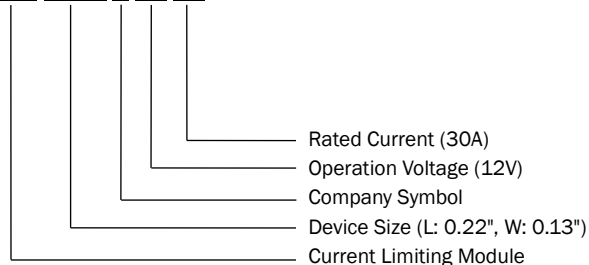 Rated Current (30A)
Operation Voltage (12V)
Company Symbol
Device Size (L: 0.22", W: 0.13")
Current Limiting Module